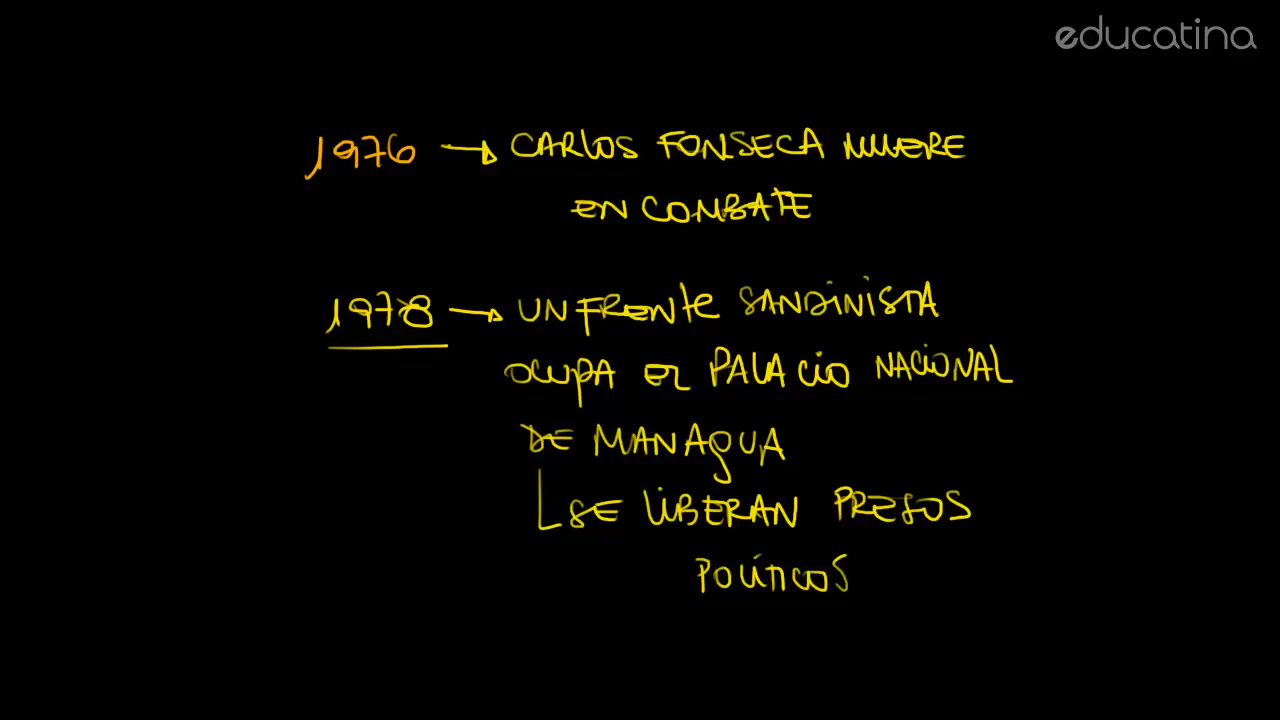 educatina
1976 → CARLOS FONSECA MUERE
EN COMBATE
1978 → UN FRENTE SANDINISTA
OCUPA EL PALACIO NACIONAL
DE MANAGUA
SE LIBERAN PRESOS
POLÍTICOS